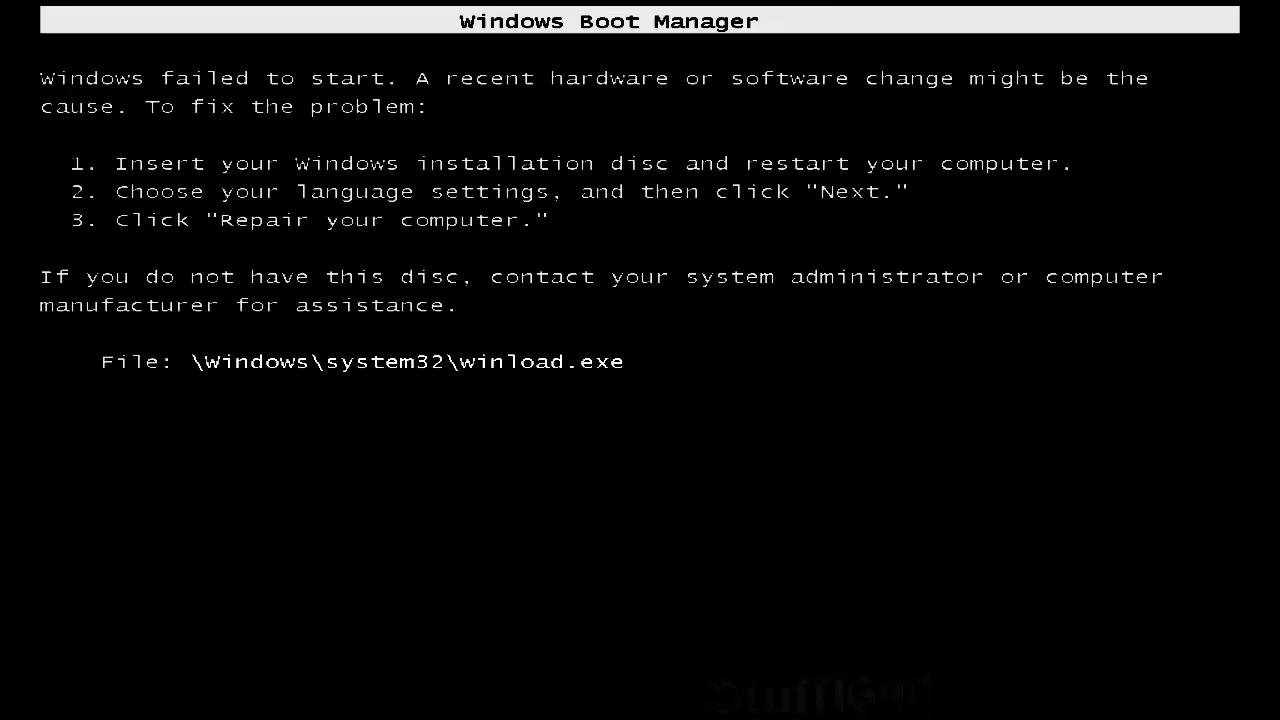 Windows Boot Manager
Windows failed to start. A recent hardware or software change might be the
cause. To fix the problem:
1. Insert your Windows installation disc and restart your computer.
2. Choose your language settings, and then click "Next."
3. Click "Repair your computer."
If you do not have this disc, contact your system administrator or computer
manufacturer for assistance.
File: \Windows\system32\winload.exe